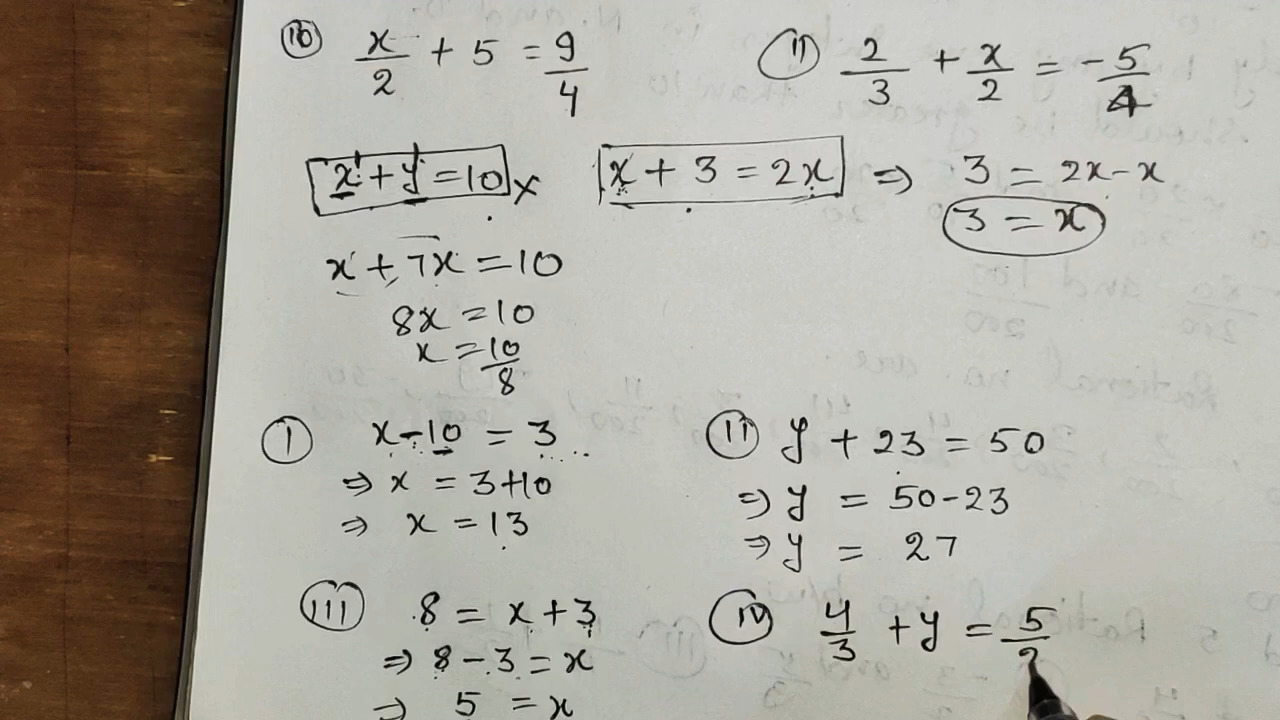 10 x/2 + 5 = 9/4
11 2/3 + x/2 = -5/4
x + y = 10 x
x + 3 = 2x ⇒ 3 = 2x - x
3 = x
x + 7x = 10
8x = 10
x = 10/8
I x - 10 = 3
⇒ x = 3+10
⇒ x = 13
II y + 23 = 50
⇒ y = 50 - 23
⇒ y = 27
III 8 = x + 3
⇒ 8 - 3 = x
⇒ 5 = x
IV 4/3 + y = 5/